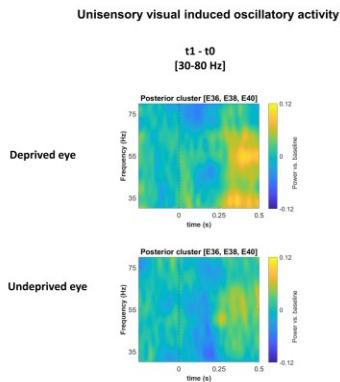 Unisensory visual induced oscillatory activity
t1 - t0
[30-80 Hz]
Deprived eye
Posterior cluster [E36, E38, E40]
Frequency (Hz)
75
55
35
0
0.25
0.5
time (s)
0.12
0
-0.12
Power vs. baseline
Undeprived eye
Posterior cluster [E36, E38, E40]
Frequency (Hz)
75
55
35
0
0.25
0.5
time (s)
0.12
0
-0.12
Power vs. baseline